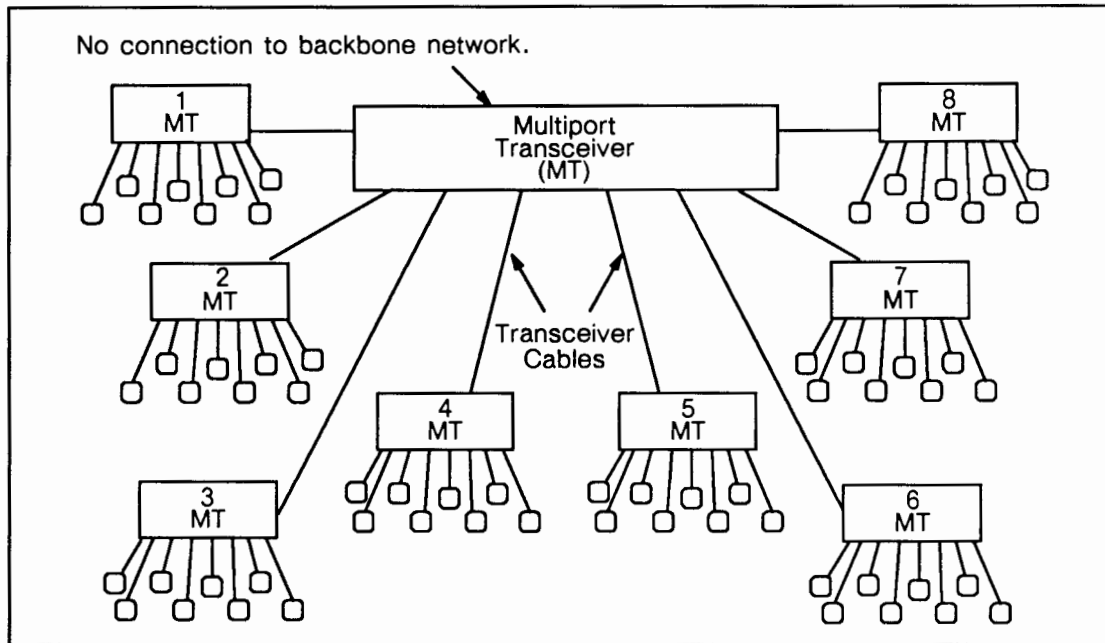 No connection to backbone network.
1
MT
Multiport
Transceiver
(MT)
8
MT
2
MT
7
MT
Transceiver
Cables
4
MT
5
MT
3
MT
6
MT